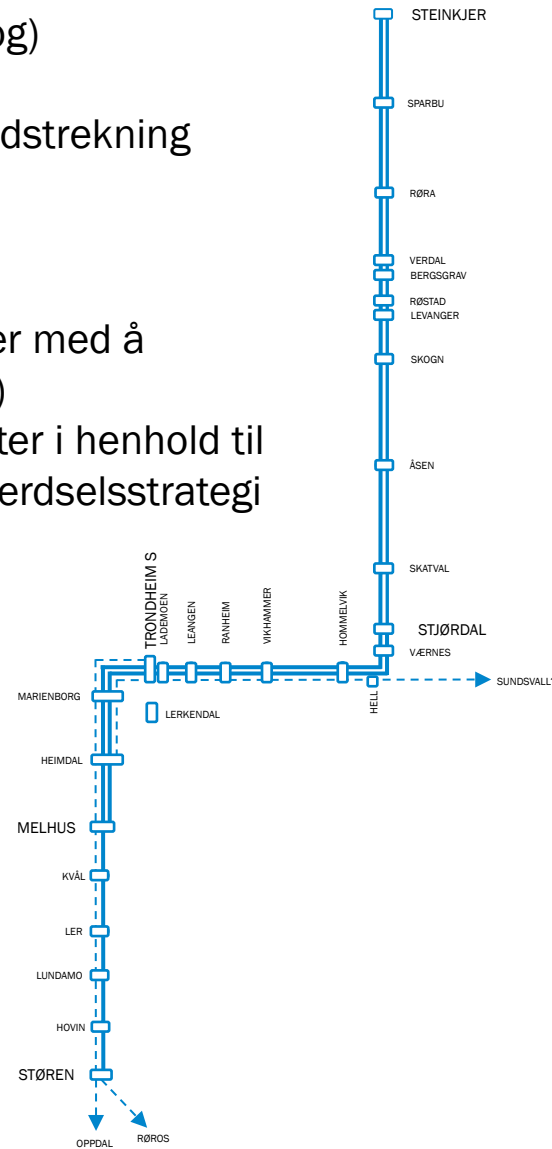 og)
dstrekning
er med å
)
ter i henhold til
erdselsstrategi
STEINKJER
SPARBU
RØRA
VERDAL
BERGSGRAV
RØSTAD
LEVANGER
SKOGN
ÅSEN
SKATVAL
STJØRDAL
VÆRNES
TRONDHEIM S
LADEMOEN
LEANGEN
RANHEIM
VIKHAMMER
HOMMELVIK
HELL
SUNDSVALL
MARIENBORG
LERKENDAL
HEIMDAL
MELHUS
KVÅL
LER
LUNDAMO
HOVIN
STØREN
OPPDAL
RØROS